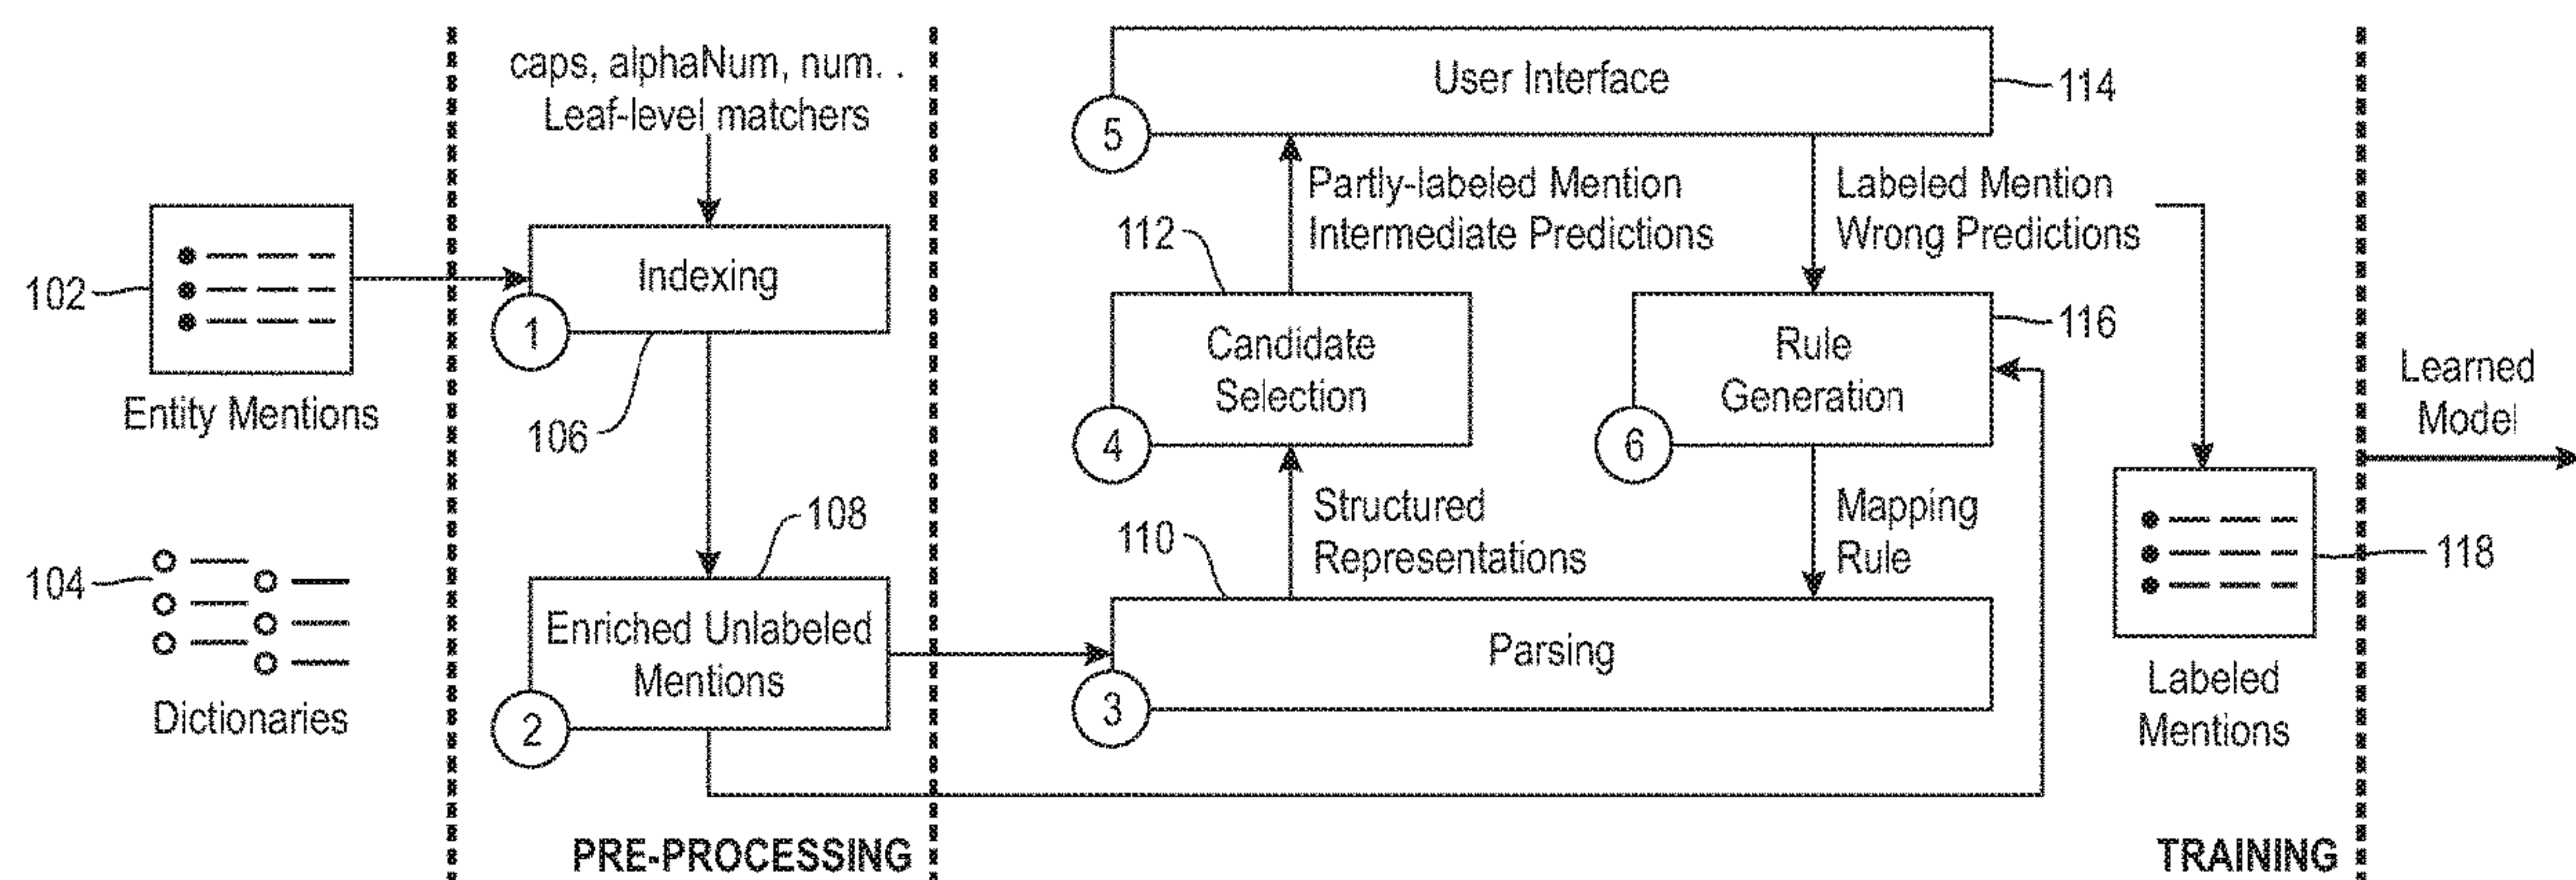 caps, alphaNum, num. .
Leaf-level matchers
102
Entity Mentions
104
Dictionaries
Indexing
1
106
108
Enriched Unlabeled
Mentions
2
PRE-PROCESSING
User Interface
5
114
Partly-labeled Mention
Intermediate Predictions
Labeled Mention
Wrong Predictions
112
Candidate
Selection
4
Rule
Generation
6
116
Structured
Representations
Mapping
Rule
110
Parsing
3
118
Labeled
Mentions
TRAINING
Learned
Model